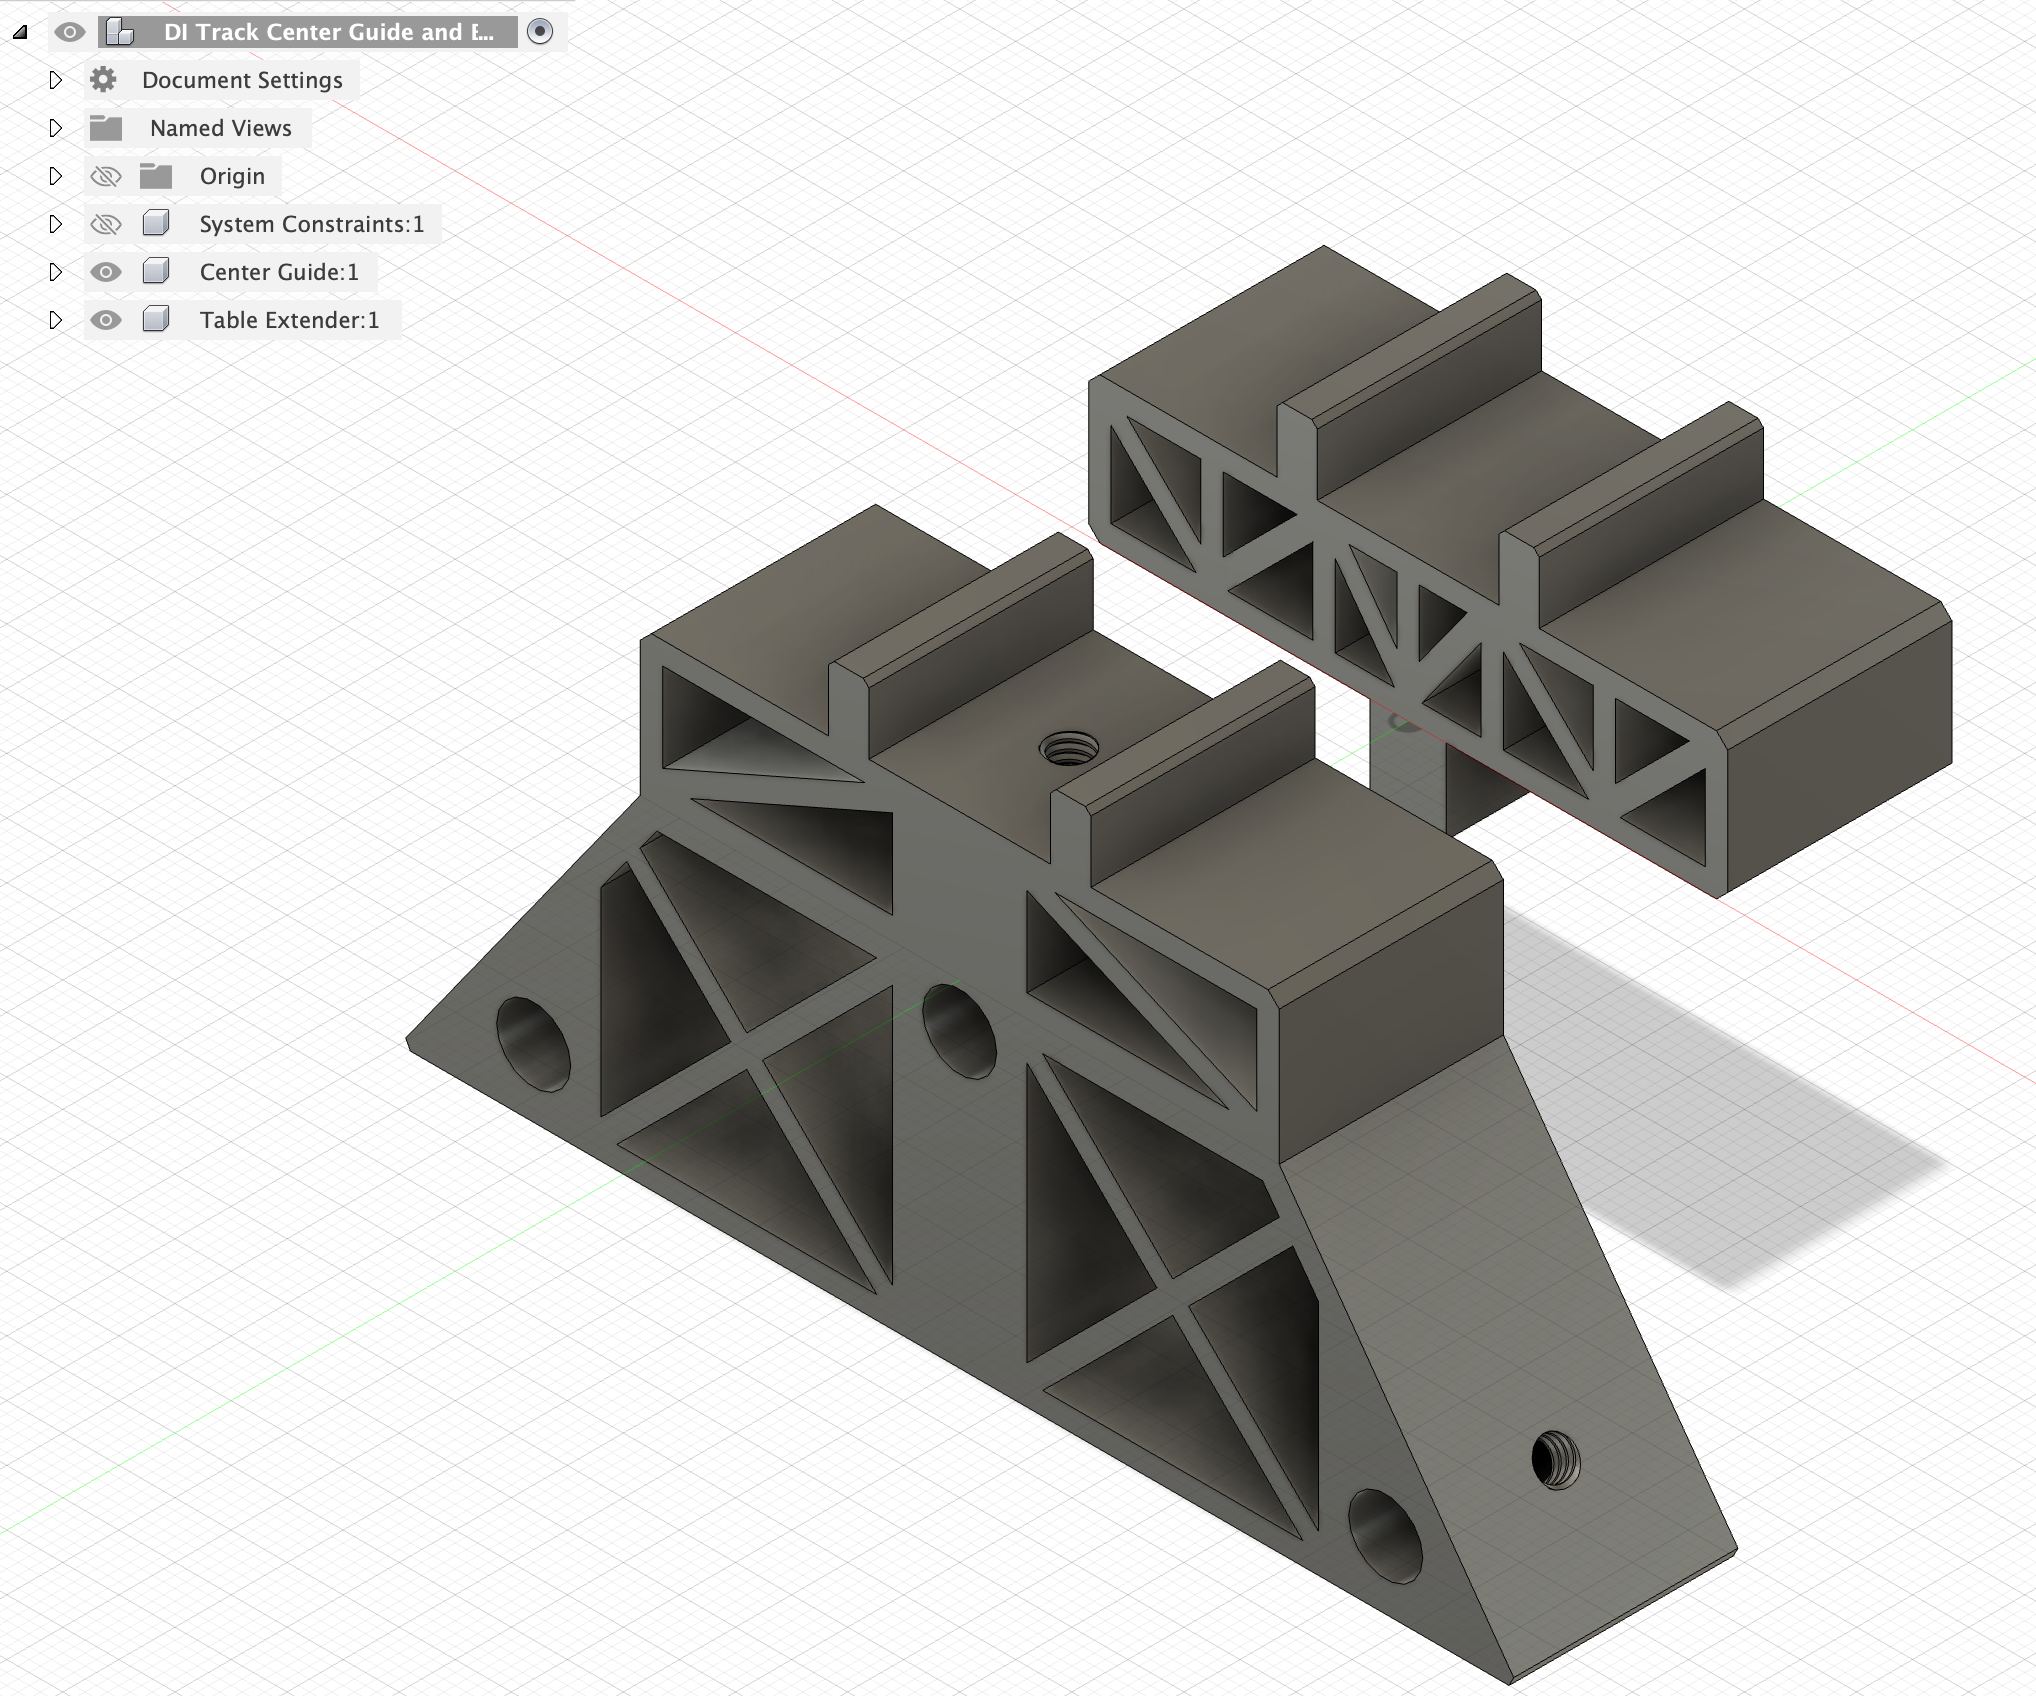 DI Track Center Guide and E...
Document Settings
Named Views
Origin
System Constraints:1
Center Guide:1
Table Extender:1